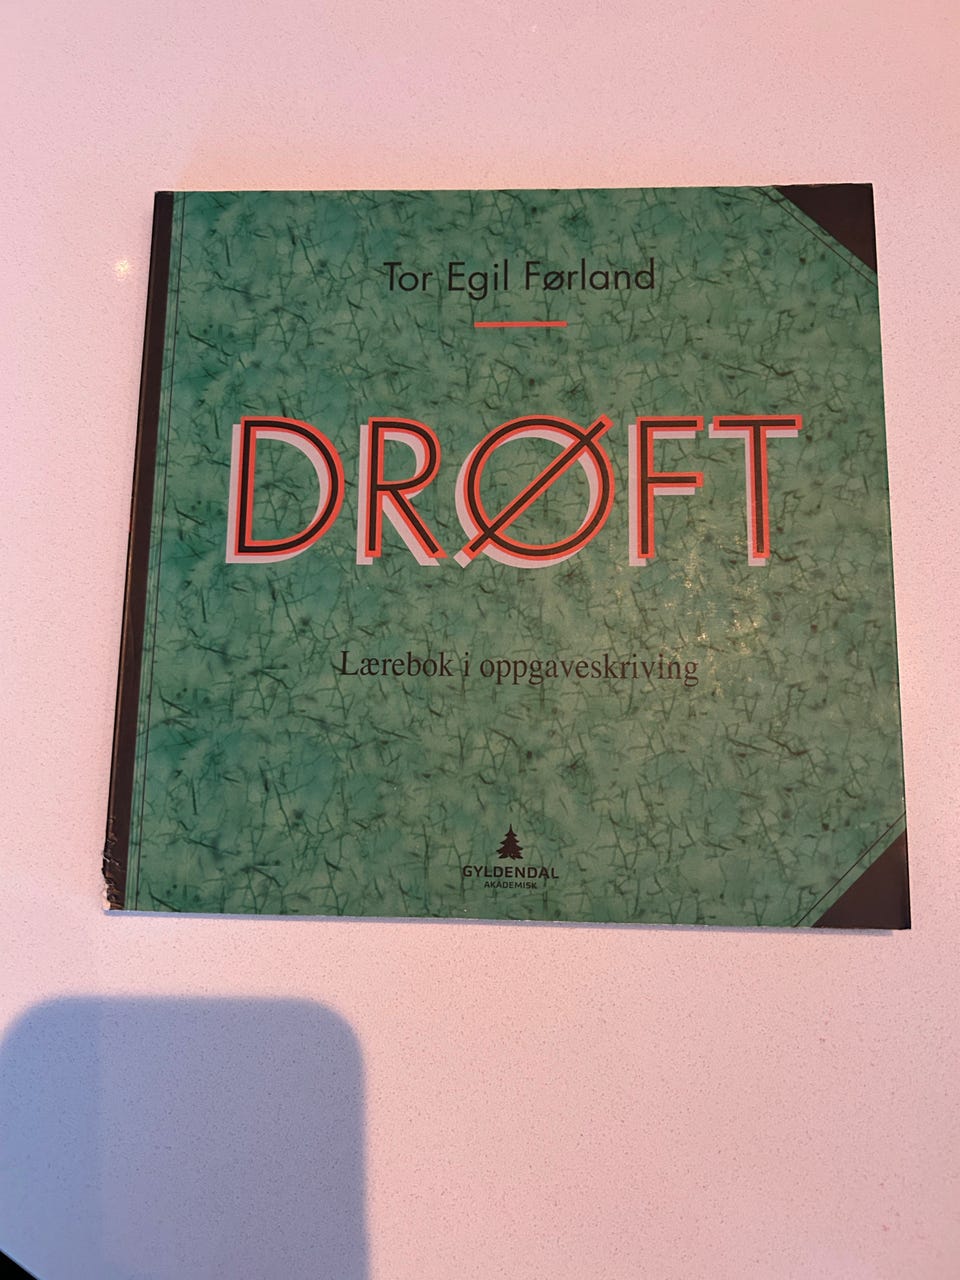 Tor Egil Førland
DRØFT
Lærebok i oppgaveskriving
GYLDENDAL
AKADEMISK